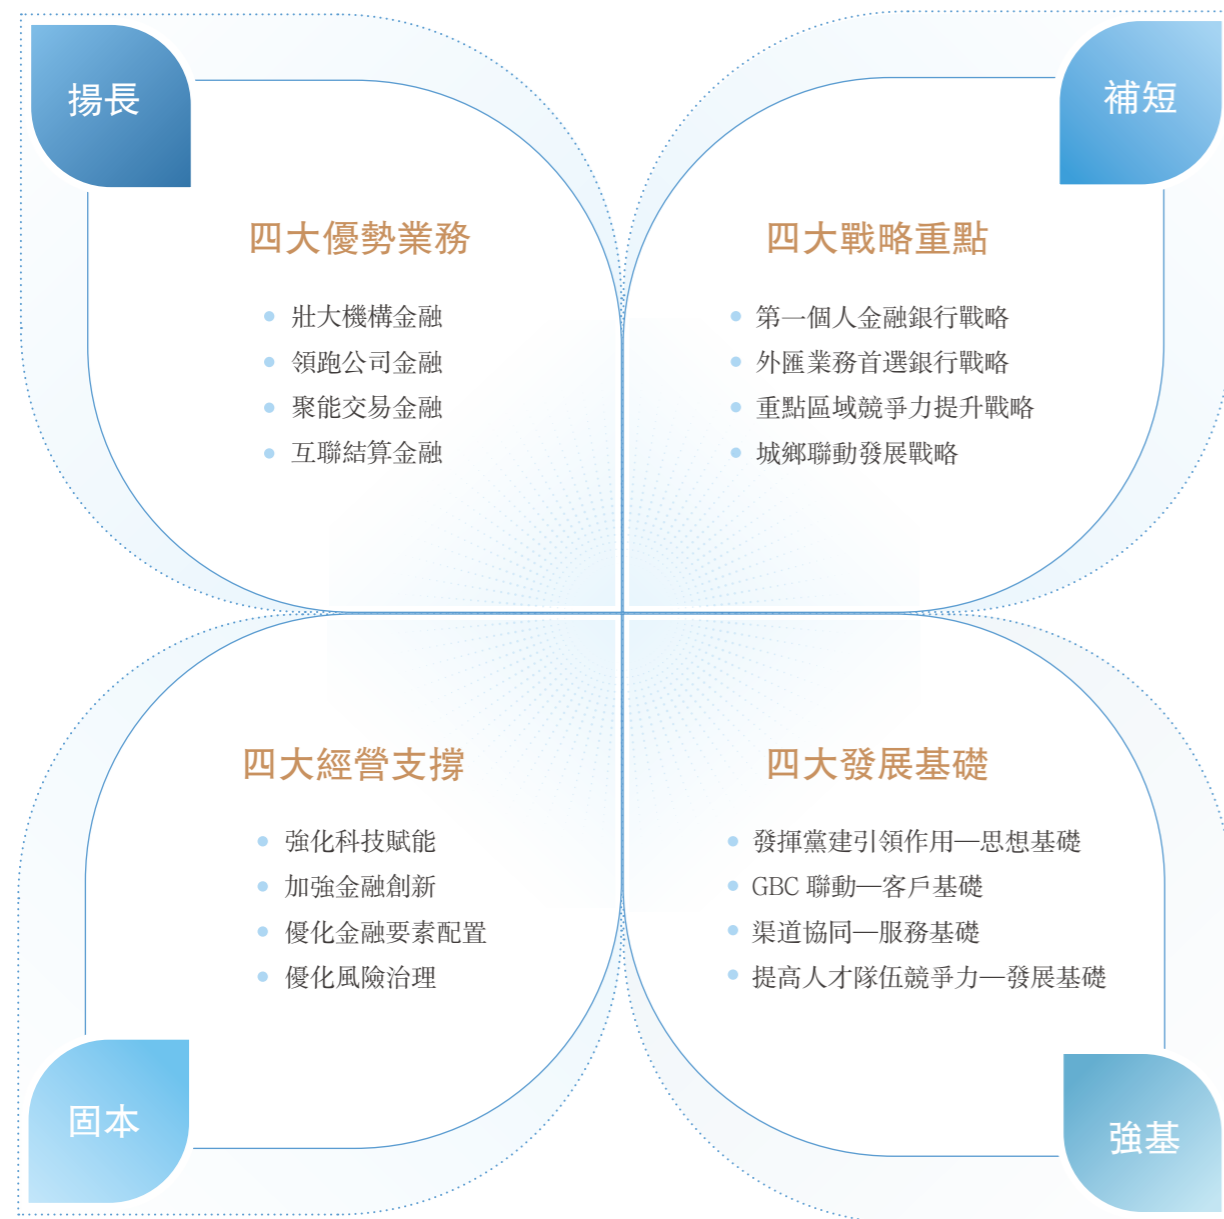 揚長
四大優勢業務
壯大機構金融
領跑公司金融
聚能交易金融
互聯結算金融
補短
四大戰略重點
第一個人金融銀行戰略
外匯業務首選銀行戰略
重點區域競爭力提升戰略
城鄉聯動發展戰略
四大經營支撐
強化科技賦能
加強金融創新
優化金融要素配置
優化風險治理
固本
四大發展基礎
發揮黨建引領作用—思想基礎
GBC 聯動—客戶基礎
渠道協同—服務基礎
提高人才隊伍競爭力—發展基礎
強基